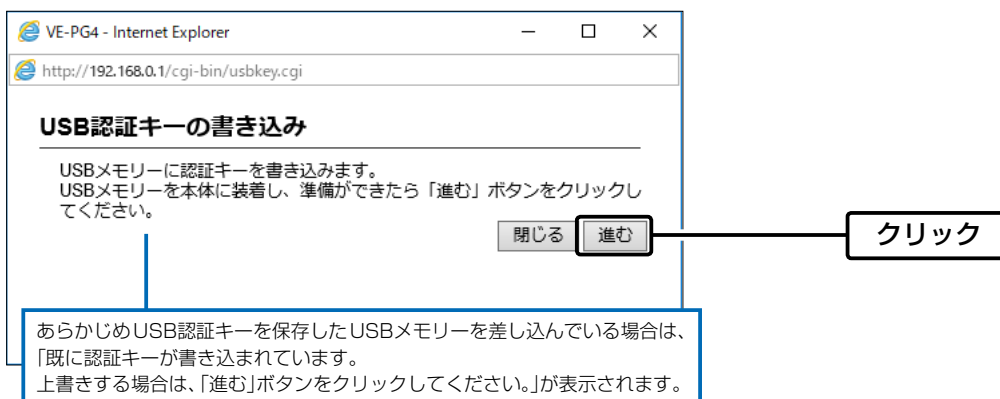 VE-PG4 - Internet Explorer
http://192.168.0.1/cgi-bin/usbkey.cgi
USB認証キーの書き込み
USBメモリーに認証キーを書き込みます。
USBメモリーを本体に装着し、準備ができたら「進む」ボタンをクリックし
てください。
閉じる 進む
クリック
あらかじめUSB認証キーを保存したUSBメモリーを差し込んでいる場合は、
「既に認証キーが書き込まれています。
上書きする場合は、「進む」ボタンをクリックしてください。」が表示されます。